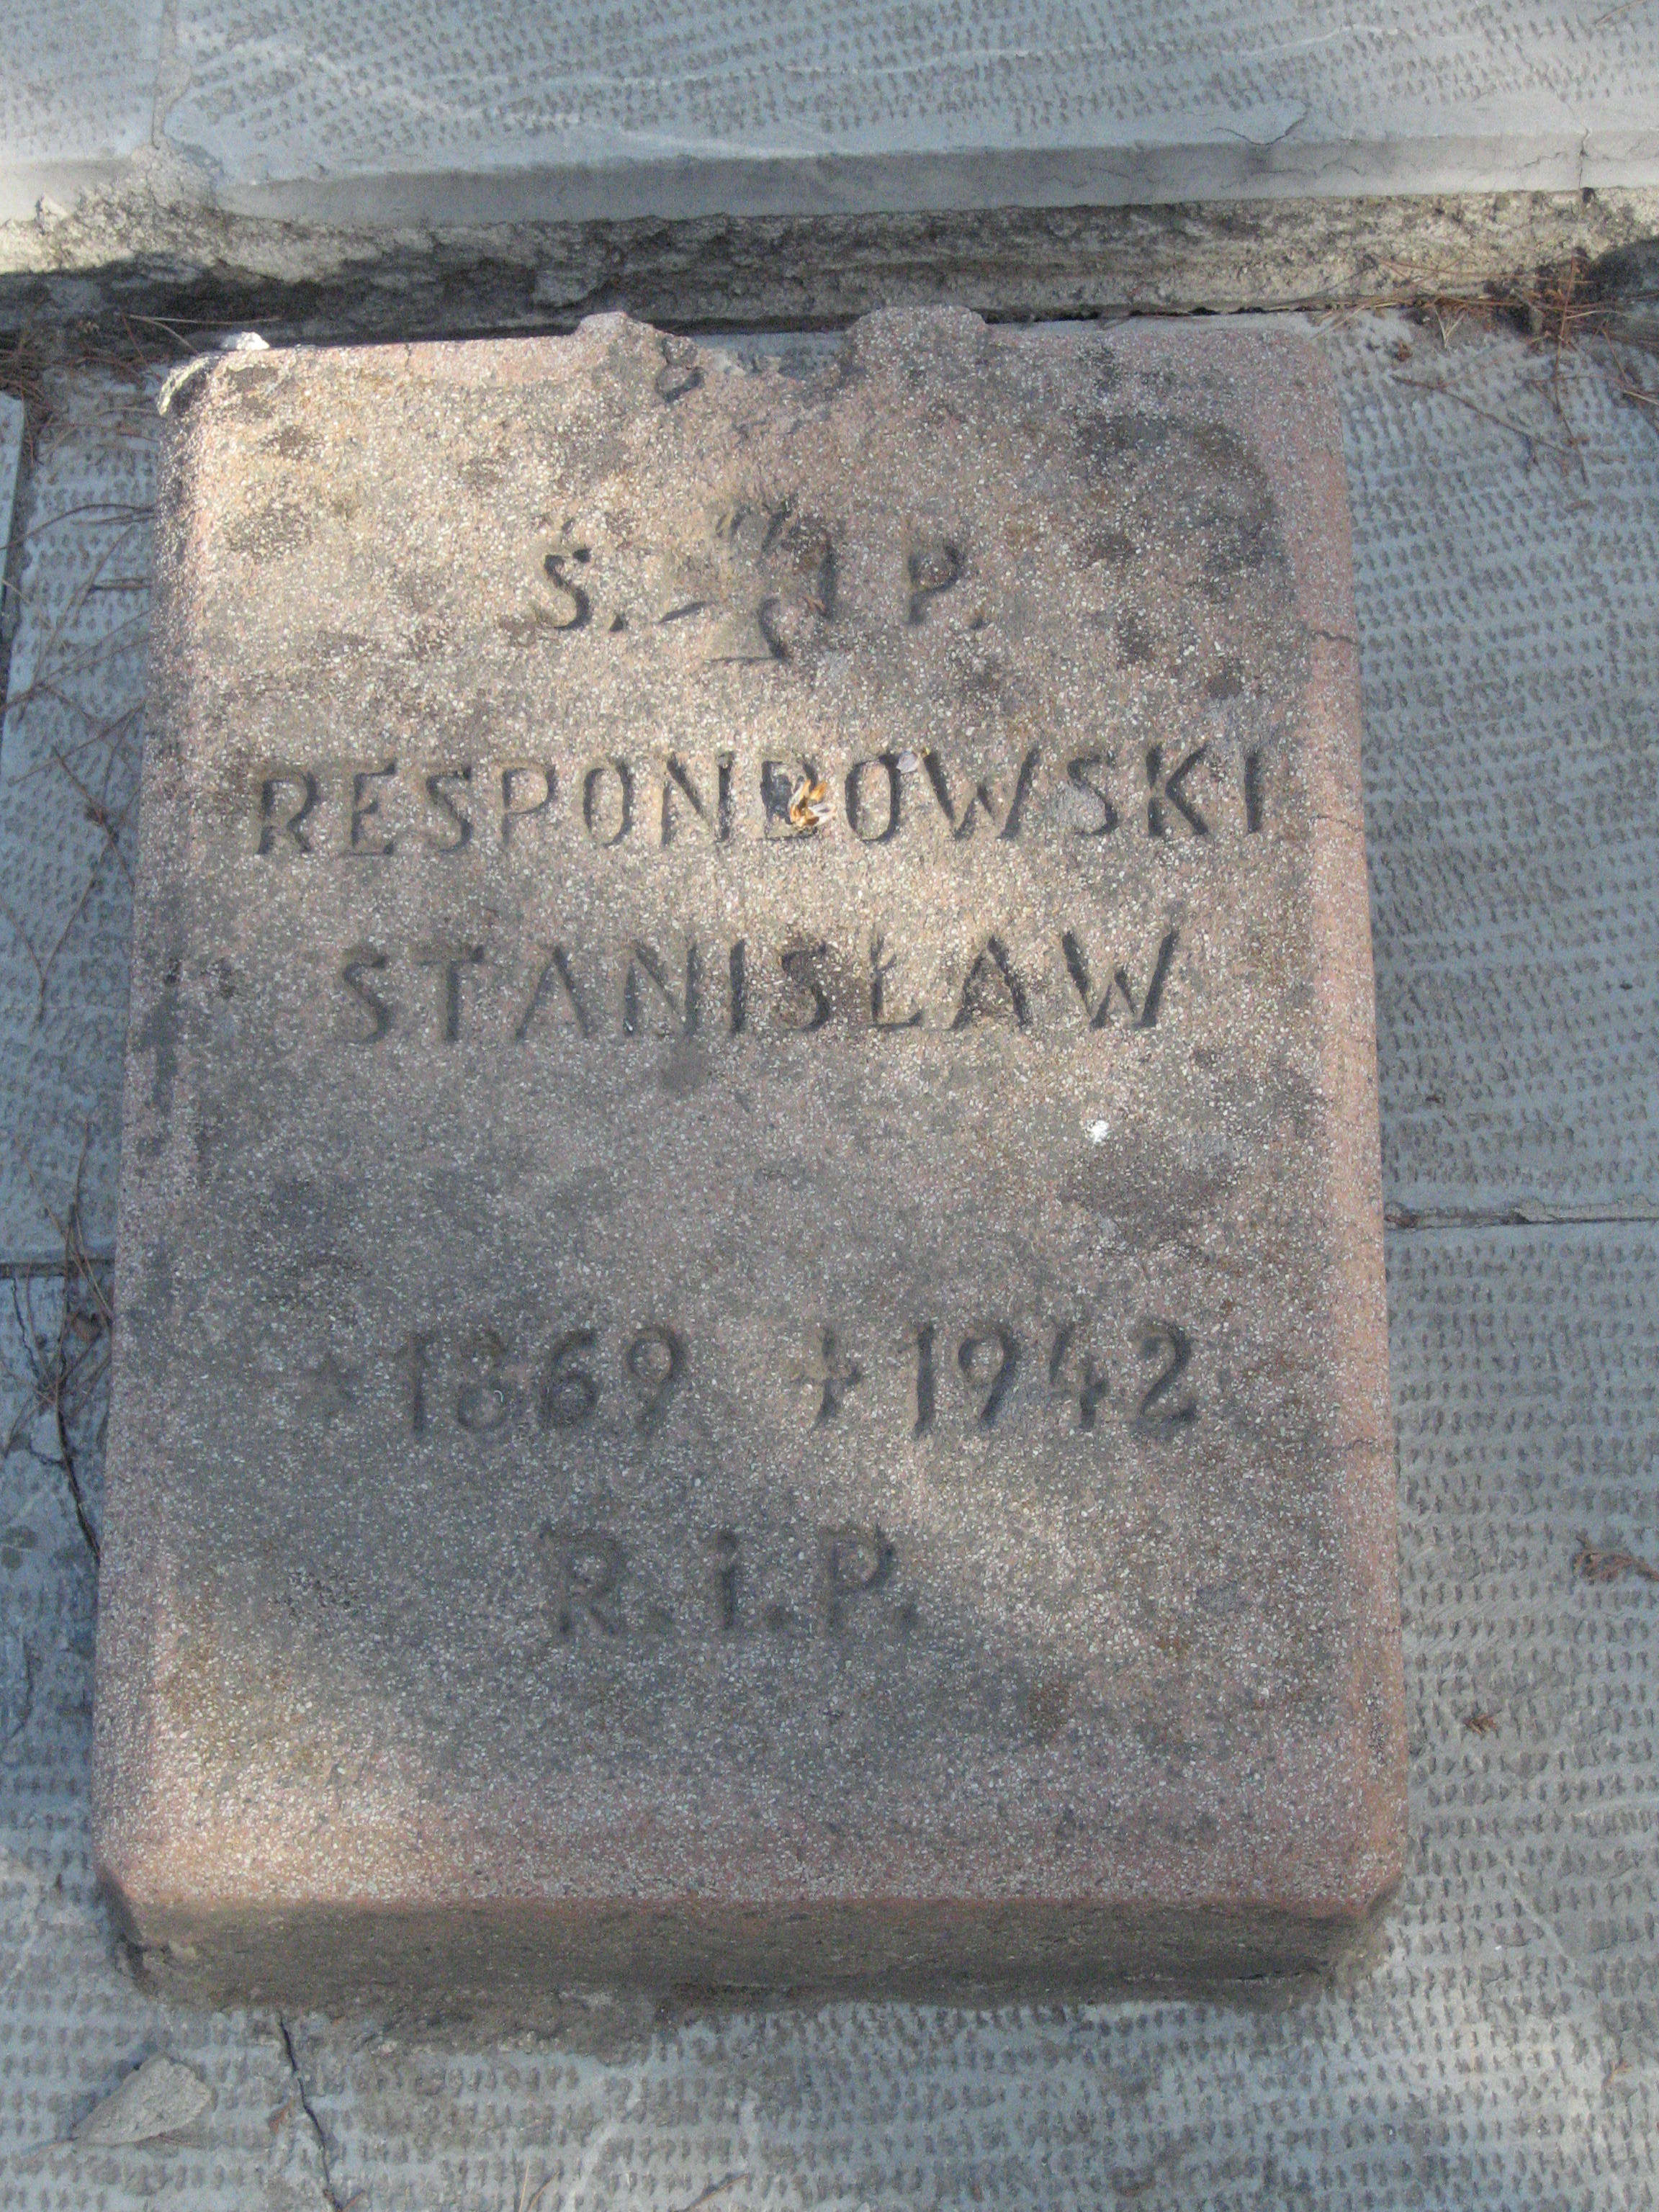 Ś. P.
RESPONDOWSKI
STANISŁAW
* 1869 + 1942
R.i.P.